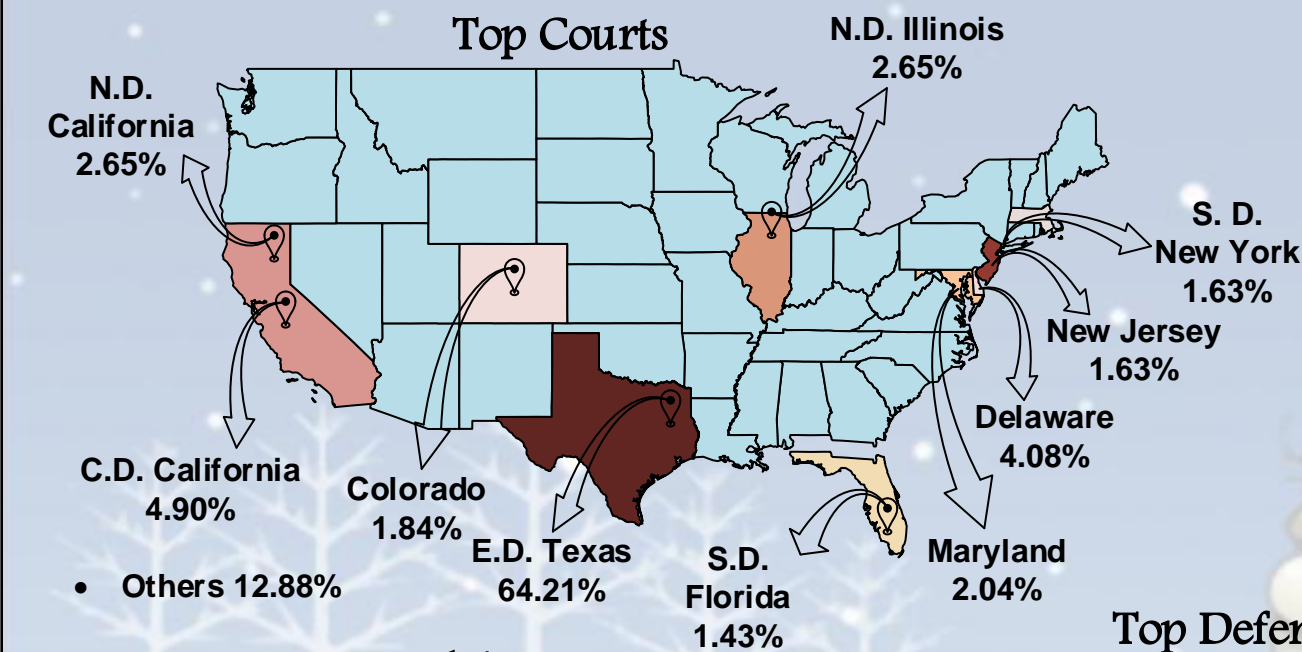 Top Courts
N.D. Illinois
2.65%
N.D.
California
2.65%
S. D.
New York
1.63%
New Jersey
1.63%
Delaware
4.08%
C.D. California
4.90%
Colorado
1.84%
E.D. Texas
64.21%
S.D.
Florida
1.43%
Maryland
2.04%
• Others 12.88%
Top Defer